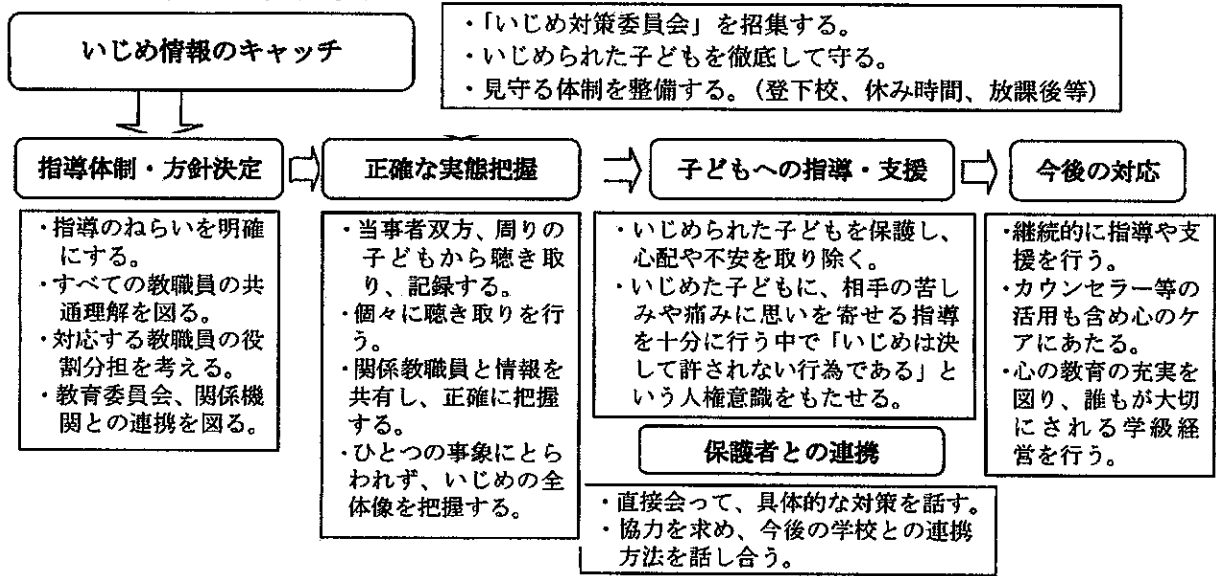 いじめ情報のキャッチ
・「いじめ対策委員会」を招集する。
・いじめられた子どもを徹底して守る。
・見守る体制を整備する。（登下校、休み時間、放課後等）
指導体制・方針決定
・指導のねらいを明確
にする。
・すべての教職員の共
通理解を図る。
・対応する教職員の役
割分担を考える。
・教育委員会、関係機
関との連携を図る。
正確な実態把握
・当事者双方、周りの
子どもから聴き取
り、記録する。
・個々に聴き取りを行
う。
・関係教職員と情報を
共有し、正確に把握
する。
・ひとつの事象にとら
われず、いじめの全
体像を把握する。
子どもへの指導・支援
・いじめられた子どもを保護し、
心配や不安を取り除く。
・いじめた子どもに、相手の苦し
みや痛みに思いを寄せる指導
を十分に行う中で「いじめは決
して許されない行為である」と
いう人権意識をもたせる。
保護者との連携
・直接会って、具体的な対策を話す。
・協力を求め、今後の学校との連携
方法を話し合う。
今後の対応
・継続的に指導や支
援を行う。
・カウンセラー等の
活用も含め心のケ
アにあたる。
・心の教育の充実を
図り、誰もが大切
にされる学級経
営を行う。